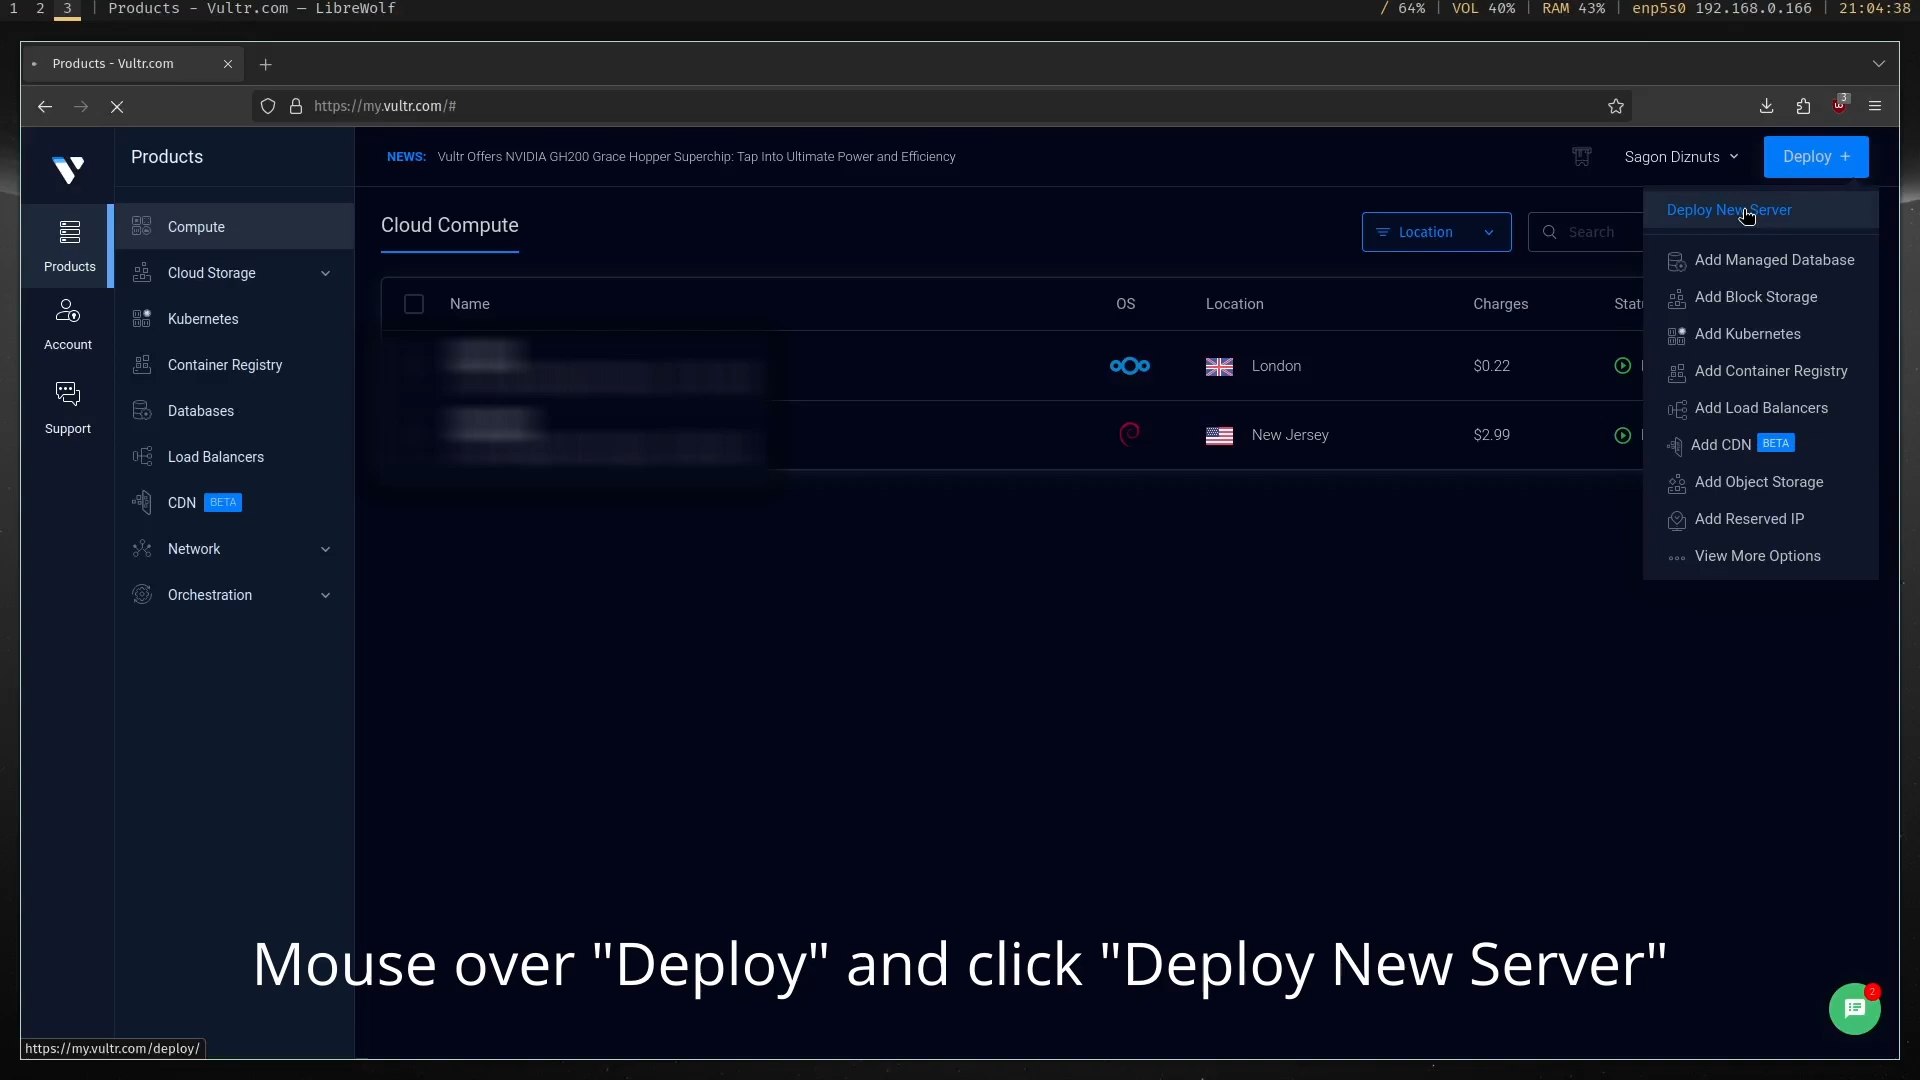 1 2 3 | Products - Vultr.com — LibreWolf
/ 64% | VOL 40% | RAM 43% | enp5s0 192.168.0.166 | 21:04:38
Products - Vultr.com
https://my.vultr.com/#
3
Products
NEWS: Vultr Offers NVIDIA GH200 Grace Hopper Superchip: Tap Into Ultimate Power and Efficiency
Sagon Diznuts
Deploy +
Products
Account
Support
Compute
Cloud Storage
Kubernetes
Container Registry
Databases
Load Balancers
CDN BETA
Network
Orchestration
Cloud Compute
Location
Search
Name OS Location Charges
London $0.22
New Jersey $2.99
Deploy New Server
Add Managed Database
Add Block Storage
Add Kubernetes
Add Container Registry
Add Load Balancers
Add CDN BETA
Add Object Storage
Add Reserved IP
View More Options
Mouse over "Deploy" and click "Deploy New Server"
2
https://my.vultr.com/deploy/